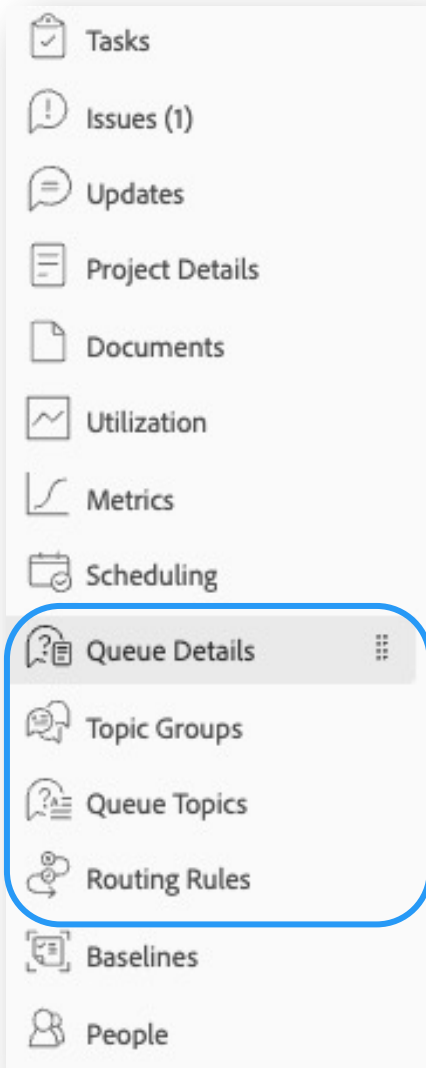 Tasks
Issues (1)
Updates
Project Details
Documents
Utilization
Metrics
Scheduling
Queue Details
Topic Groups
Queue Topics
Routing Rules
Baselines
People